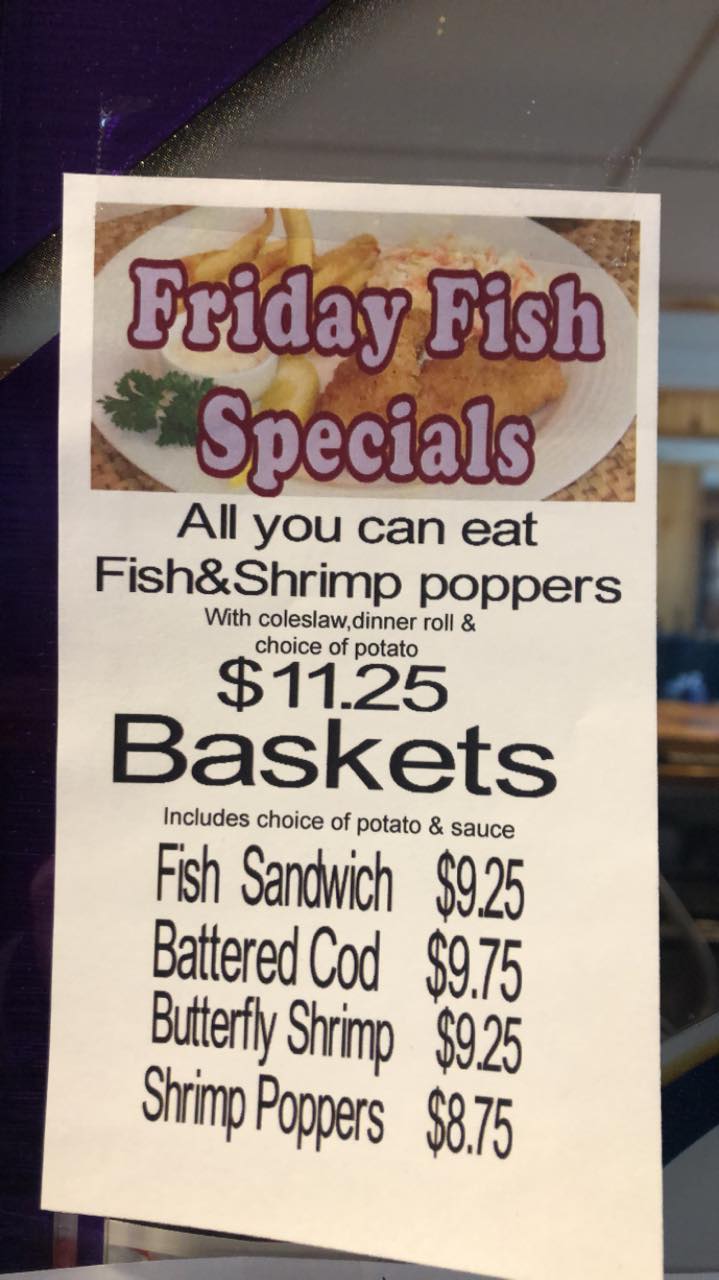 Friday Fish
Specials
All you can eat
Fish&Shrimp poppers
With coleslaw,dinner roll &
choice of potato
$11.25
Baskets
Includes choice of potato & sauce
Fish Sandwich $9.25
Battered Cod $9.75
Butterfly Shrimp $9.25
Shrimp Poppers $8.75